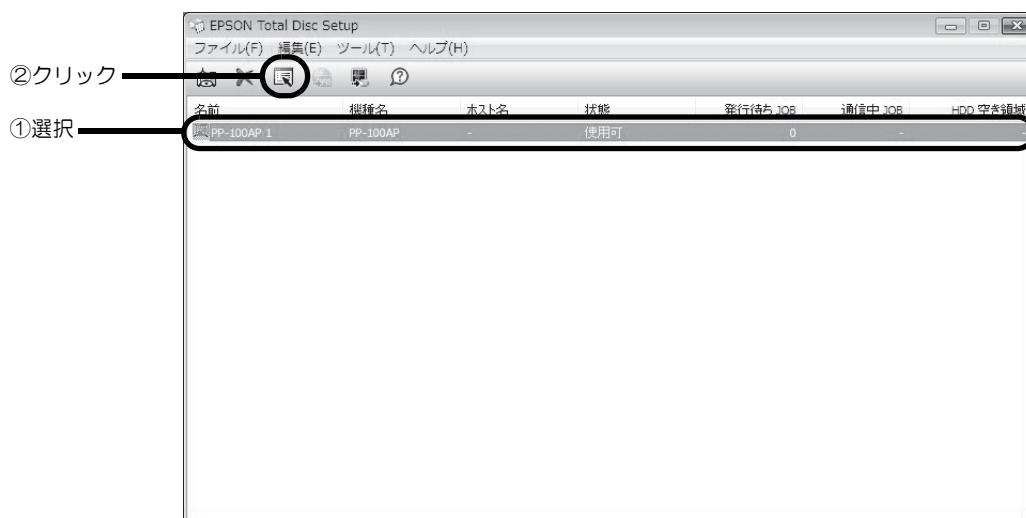 EPSON Total Disc Setup
ファイル(F) 編集(E) ツール(T) ヘルプ(H)
②クリック
名前 機種名 ホスト名 状態 発行待ち JOB 通信中 JOB HDD 空き領域
①選択
PP-100AP 1 PP-100AP - 使用可 0 - -